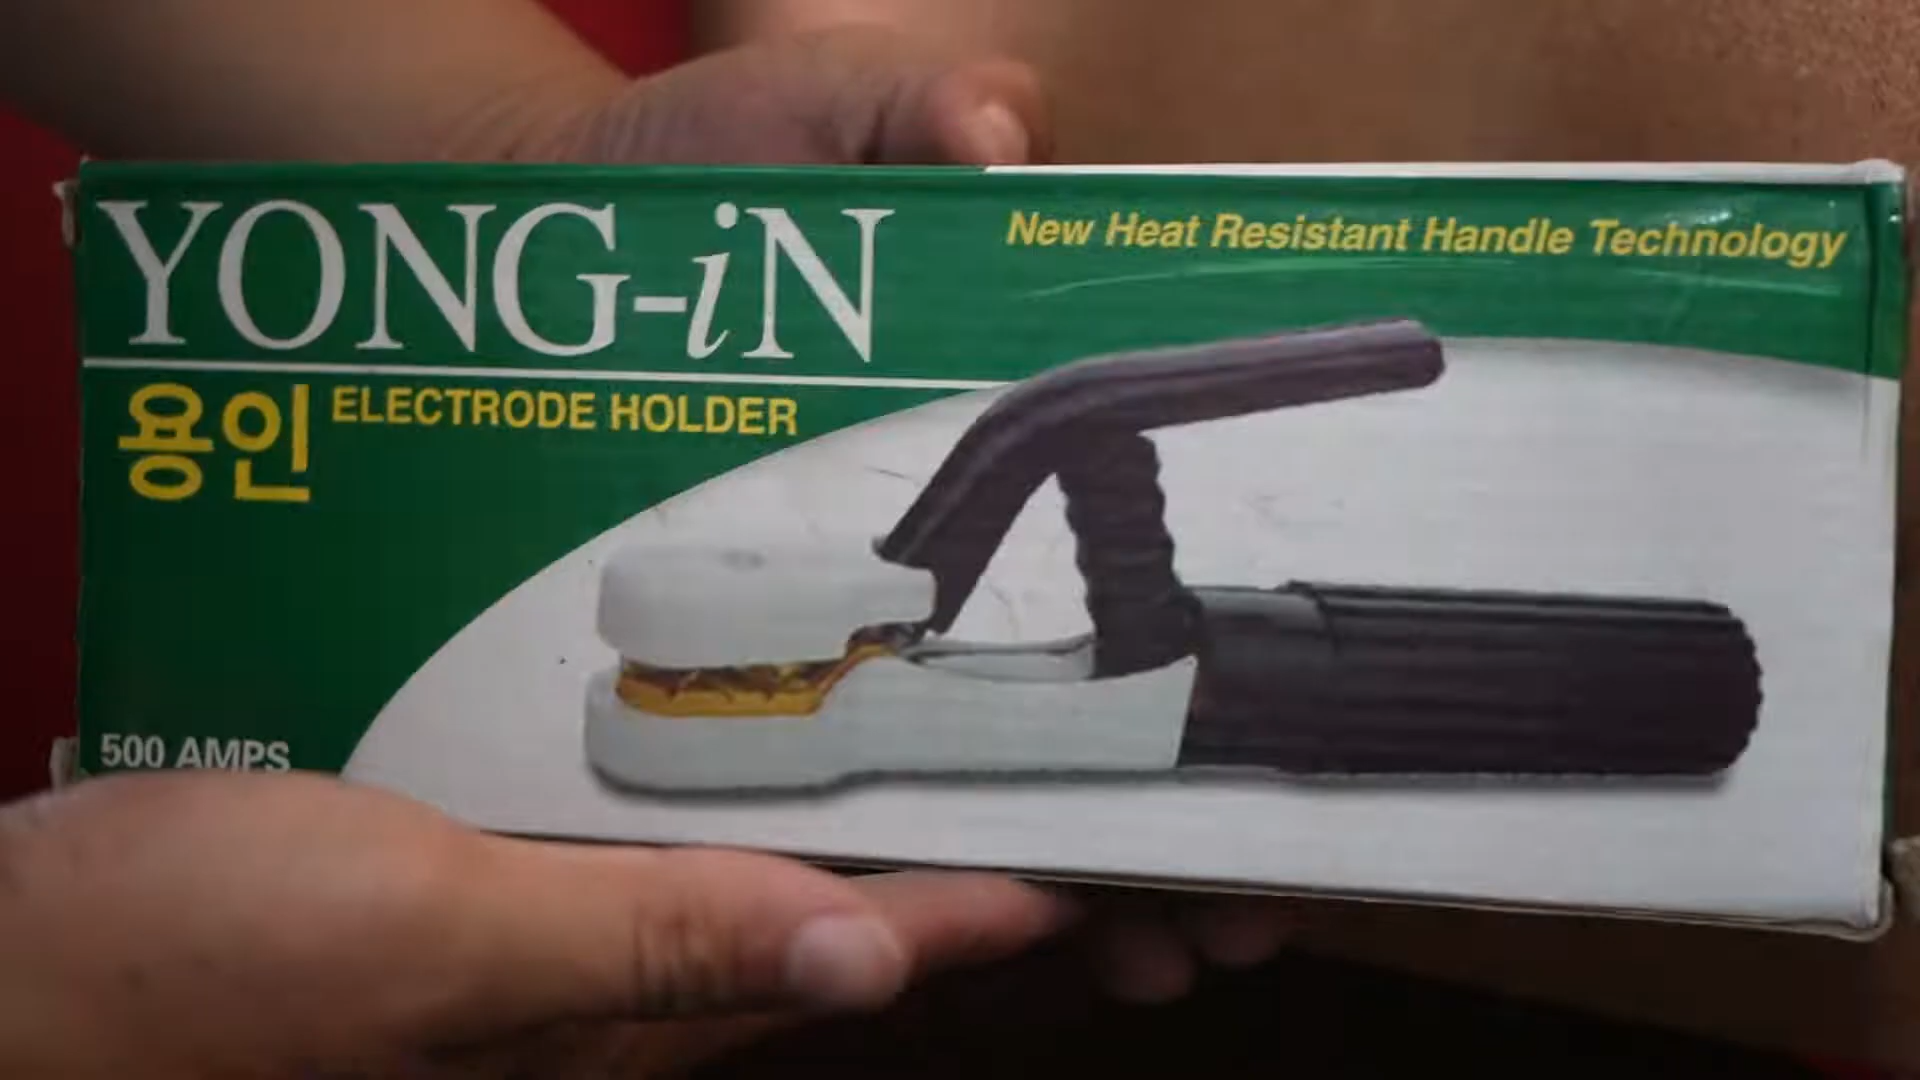 YONG-iN
New Heat Resistant Handle Technology
용인 ELECTRODE HOLDER
500 AMPS